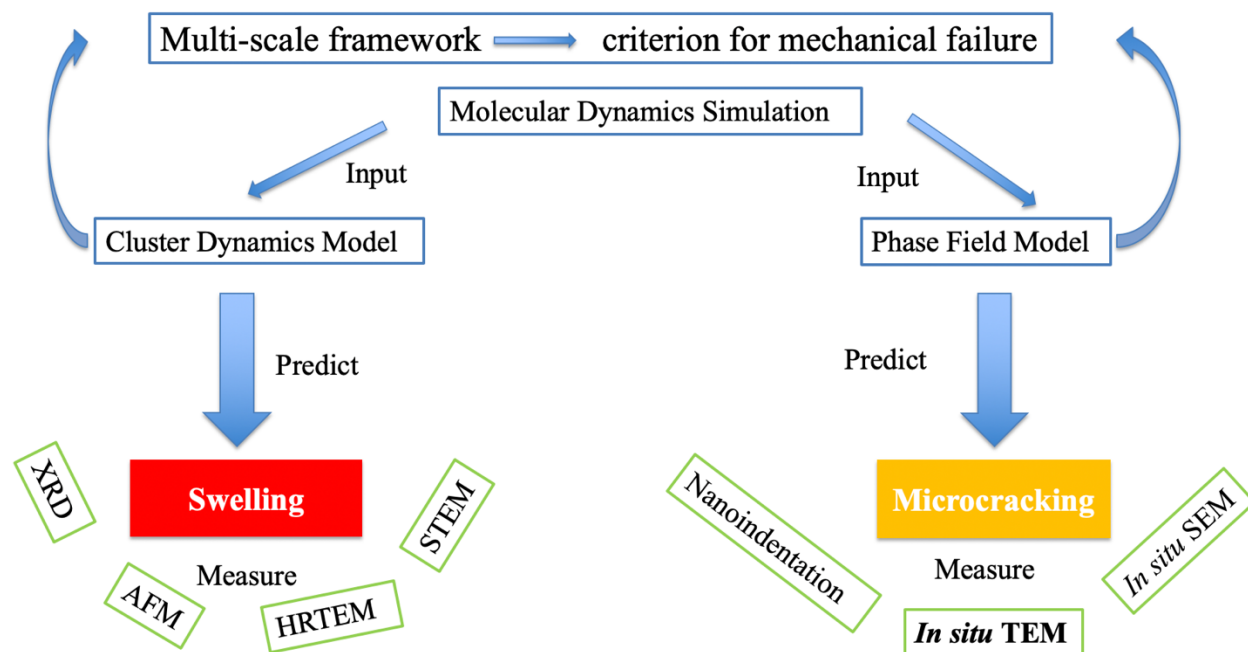 Multi-scale framework criterion for mechanical failure
Molecular Dynamics Simulation
Input
Input
Cluster Dynamics Model
Phase Field Model
Predict
Predict
XRD
Swelling
STEM
Nanoindentation
Microcracking
In situ SEM
Measure
Measure
AFM
HRTEM
In situ TEM